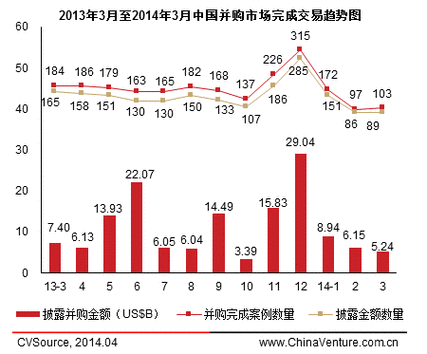 2013年3月至2014年3月中国并购市场完成交易趋势图
315
184 186 179 163 165 182 168 137 226 172 97 103
165 158 151 130 130 150 133 107 186 285 151 86 89
60
50
40
30
20
10
0
7.40 6.13 13.93 22.07 6.05 6.04 14.49 3.39 15.83 29.04 8.94 6.15 5.24
13-3 4 5 6 7 8 9 10 11 12 14-1 2 3
披露并购金额（US$B） 并购完成案例数量 披露金额数量
CVSource, 2014.04 www.ChinaVenture.com.cn